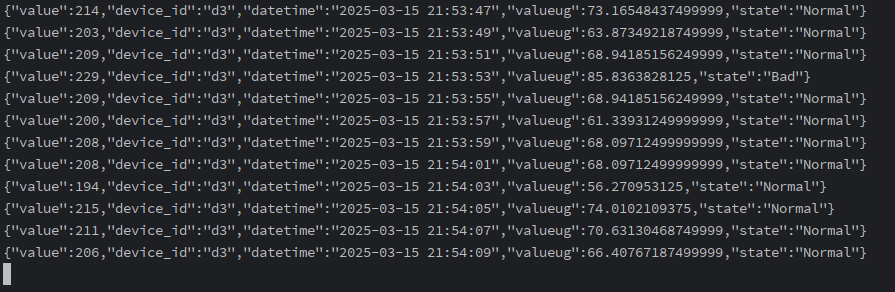 {"value":214,"device_id":"d3","datetime":"2025-03-15 21:53:47","valueug":73.16548437499999,"state":"Normal"}
{"value":203,"device_id":"d3","datetime":"2025-03-15 21:53:49","valueug":63.87349218749999,"state":"Normal"}
{"value":209,"device_id":"d3","datetime":"2025-03-15 21:53:51","valueug":68.94185156249999,"state":"Normal"}
{"value":229,"device_id":"d3","datetime":"2025-03-15 21:53:53","valueug":85.8363828125,"state":"Bad"}
{"value":209,"device_id":"d3","datetime":"2025-03-15 21:53:55","valueug":68.94185156249999,"state":"Normal"}
{"value":200,"device_id":"d3","datetime":"2025-03-15 21:53:57","valueug":61.33931249999999,"state":"Normal"}
{"value":208,"device_id":"d3","datetime":"2025-03-15 21:53:59","valueug":68.09712499999999,"state":"Normal"}
{"value":208,"device_id":"d3","datetime":"2025-03-15 21:54:01","valueug":68.09712499999999,"state":"Normal"}
{"value":194,"device_id":"d3","datetime":"2025-03-15 21:54:03","valueug":56.270953125,"state":"Normal"}
{"value":215,"device_id":"d3","datetime":"2025-03-15 21:54:05","valueug":74.0102109375,"state":"Normal"}
{"value":211,"device_id":"d3","datetime":"2025-03-15 21:54:07","valueug":70.63130468749999,"state":"Normal"}
{"value":206,"device_id":"d3","datetime":"2025-03-15 21:54:09","valueug":66.40767187499999,"state":"Normal"}